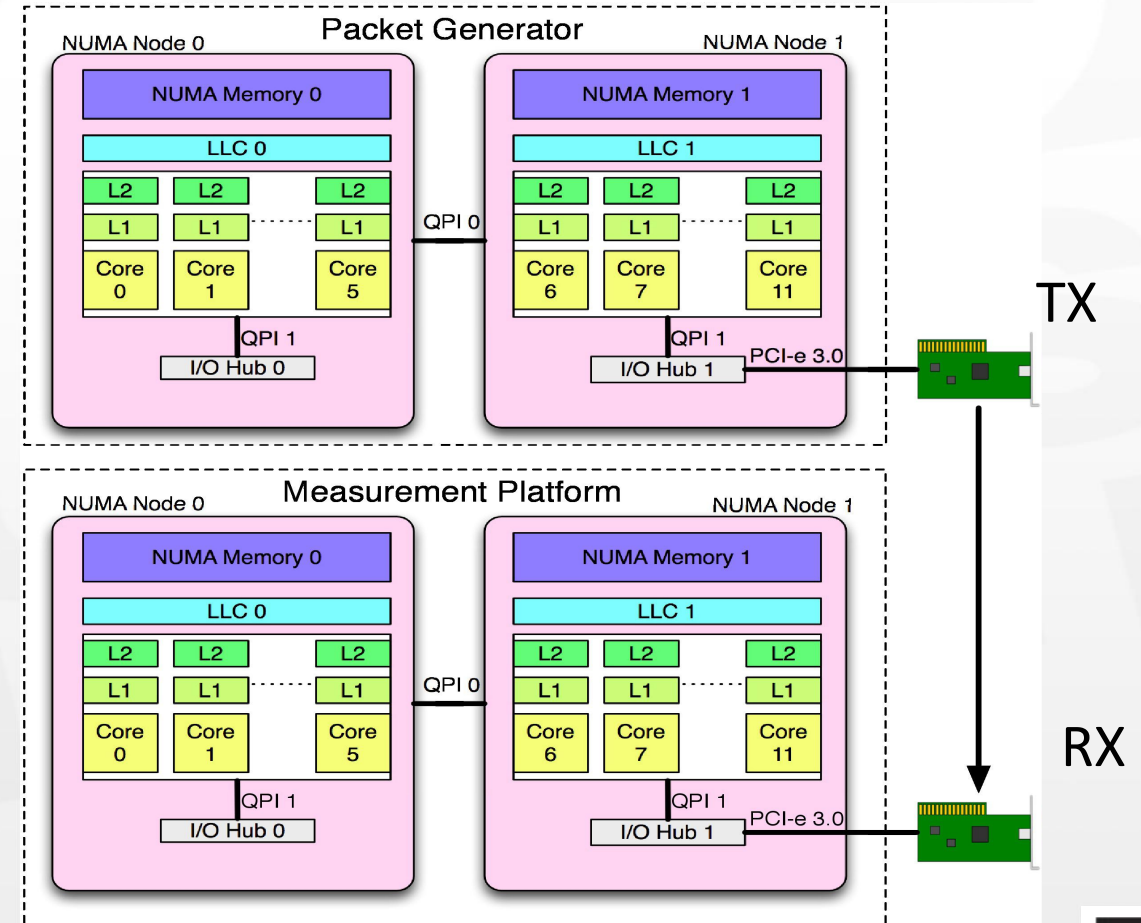 Packet Generator
NUMA Node 0
NUMA Node 1
NUMA Memory 0
NUMA Memory 1
LLC 0
LLC 1
L2 L2 L2
L2 L2 L2
L1 L1 L1
QPI 0
L1 L1 L1
Core 0
Core 1
Core 5
Core 6
Core 7
Core 11
TX
QPI 1
QPI 1
I/O Hub 0
I/O Hub 1
PCI-e 3.0
Measurement Platform
NUMA Node 0
NUMA Node 1
NUMA Memory 0
NUMA Memory 1
LLC 0
LLC 1
L2 L2 L2
L2 L2 L2
L1 L1 L1
QPI 0
L1 L1 L1
Core 0
Core 1
Core 5
Core 6
Core 7
Core 11
RX
QPI 1
QPI 1
I/O Hub 0
I/O Hub 1
PCI-e 3.0